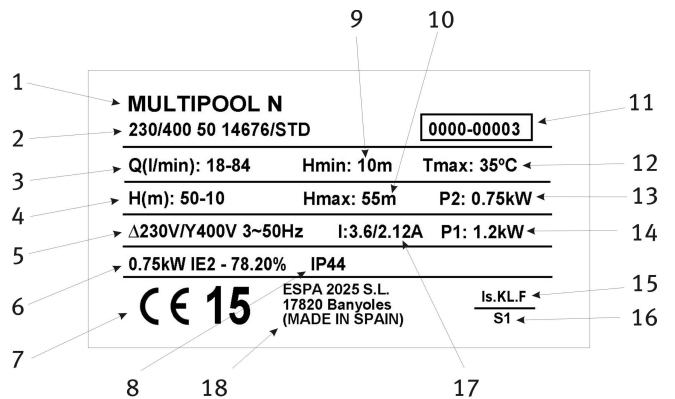 9 10
1 MULTIPOOL N
2 230/400 50 14676/STD 0000-00003 11
3 Q(l/min): 18-84 Hmin: 10m Tmax: 35ºC 12
4 H(m): 50-10 Hmax: 55m P2: 0.75kW 13
5 Δ230V/Y400V 3~50Hz I:3.6/2.12A P1: 1.2kW 14
6 0.75kW IE2 - 78.20% IP44
7 CE 15 ESPA 2025 S.L. Is.KL.F 15
17820 Banyoles
(MADE IN SPAIN) S1 16
8 18 17